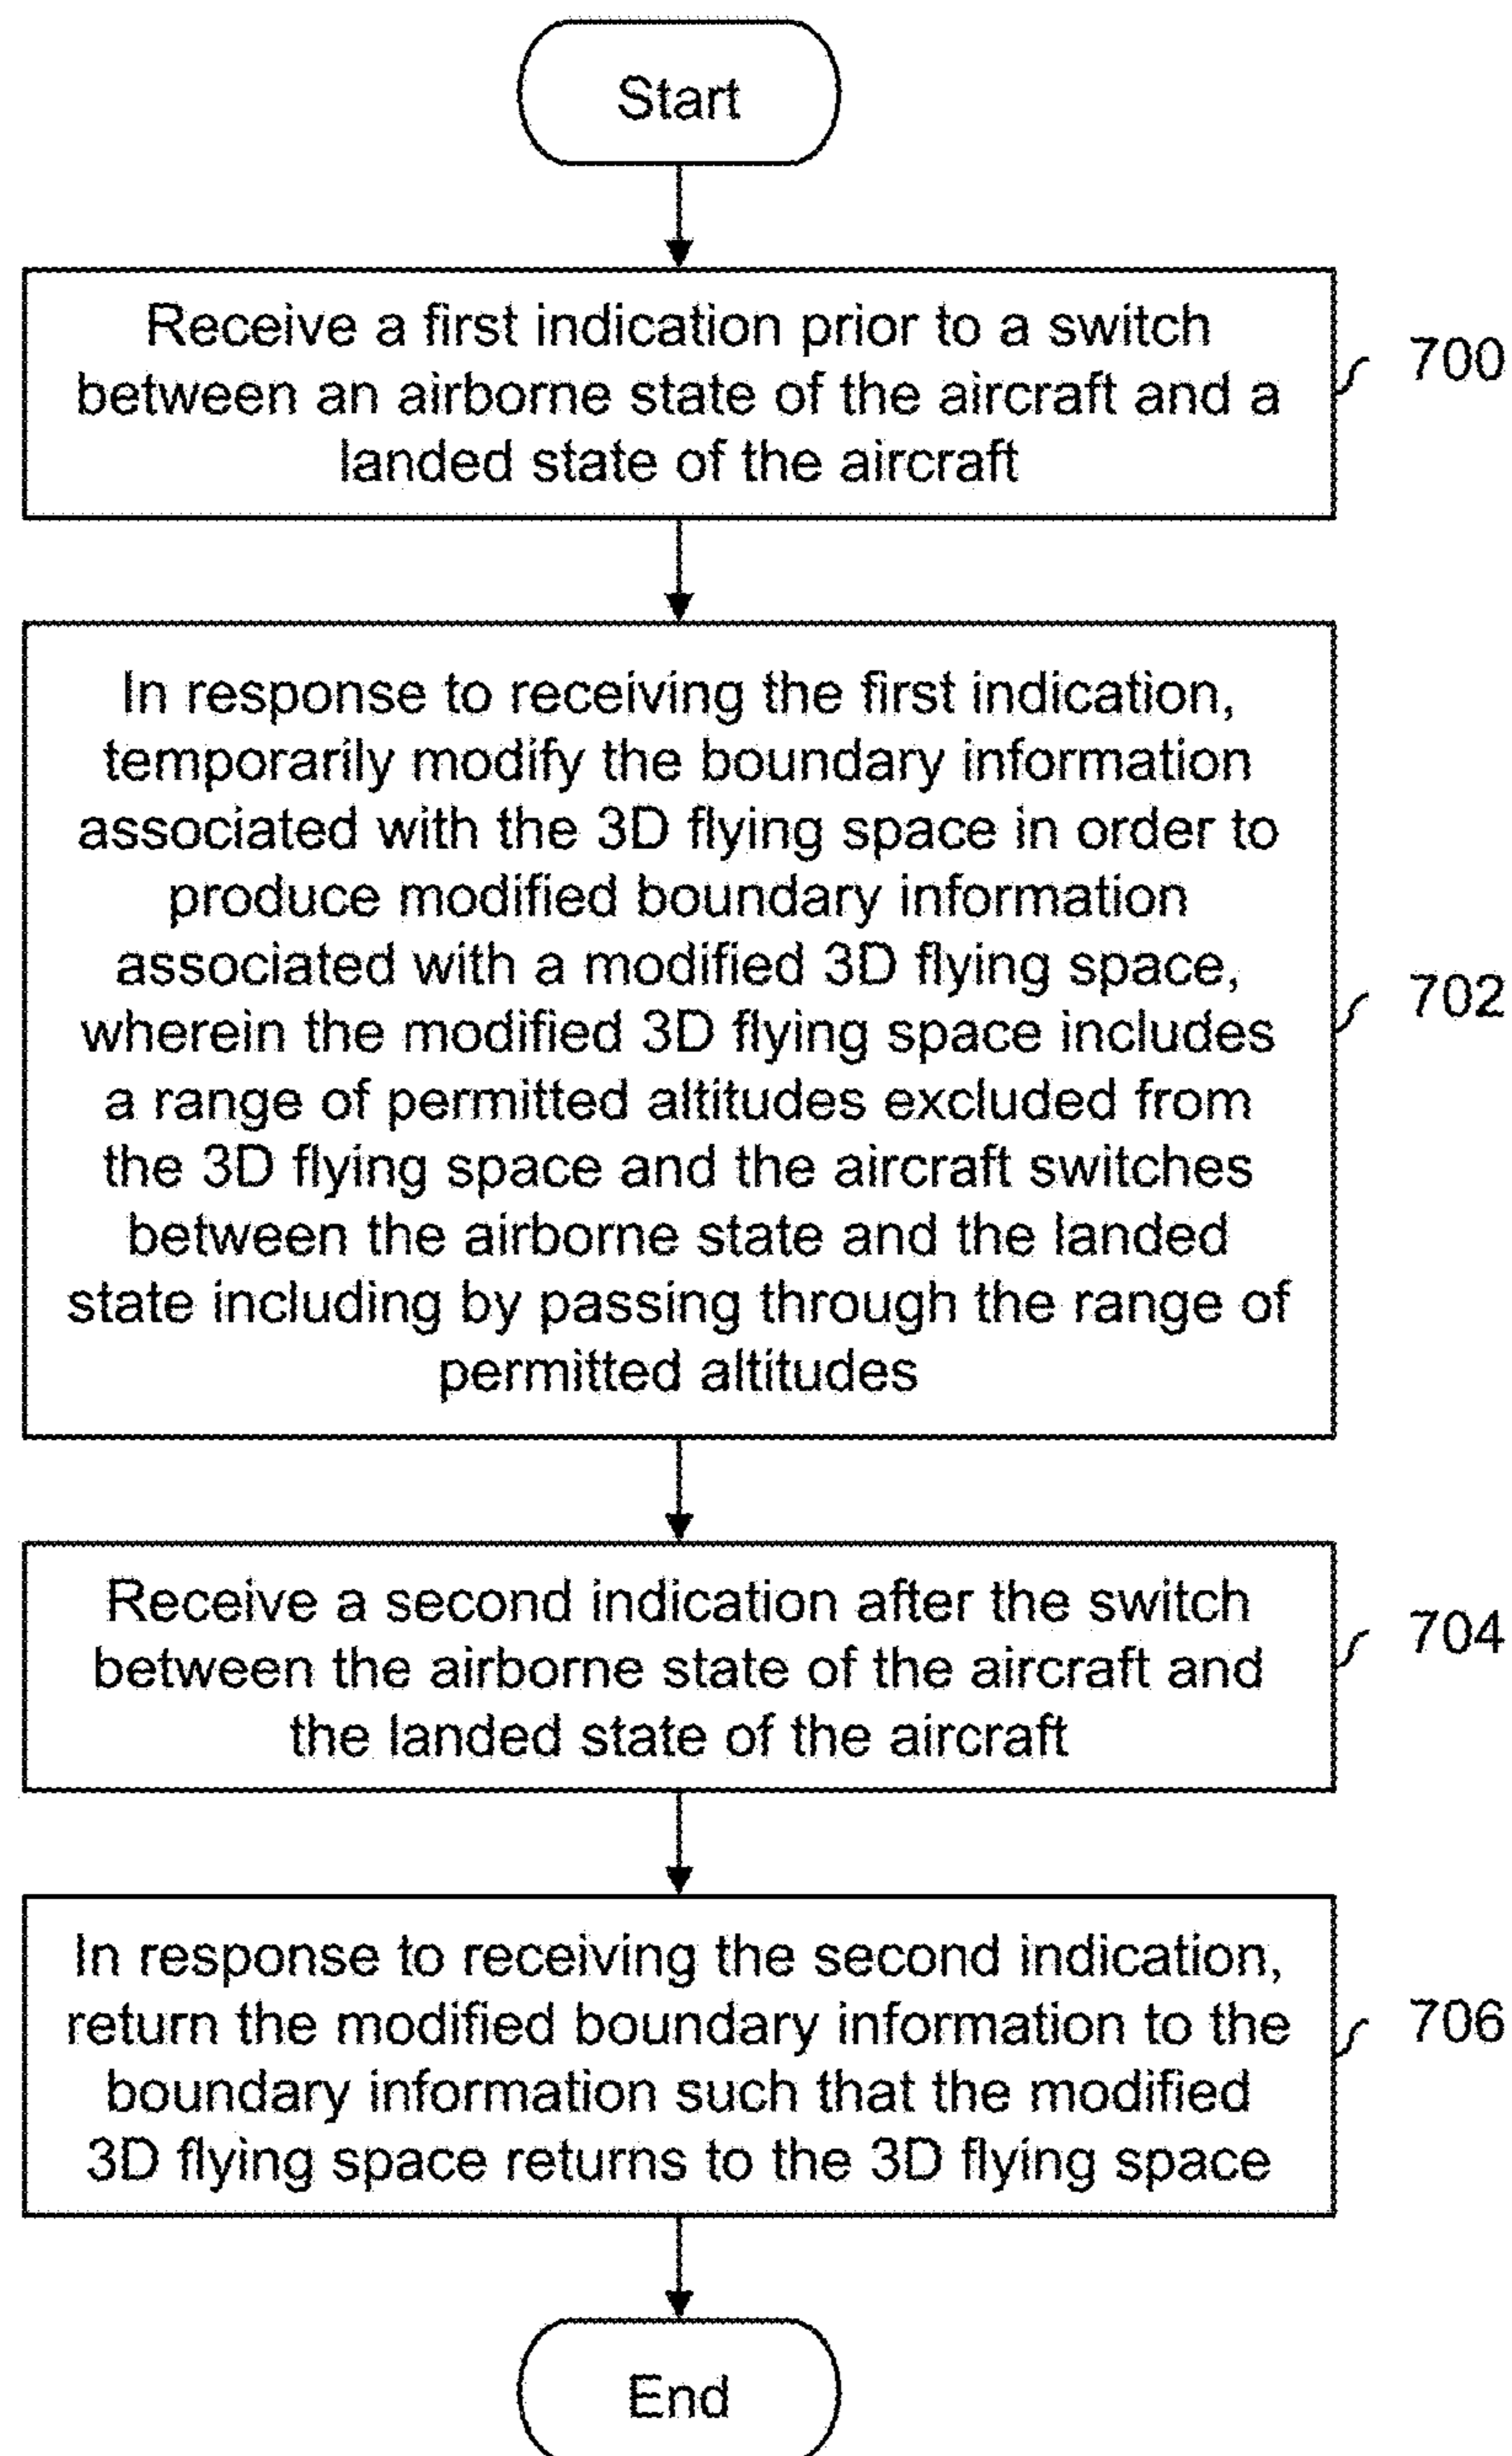 Start
Receive a first indication prior to a switch
between an airborne state of the aircraft and a
landed state of the aircraft
700
In response to receiving the first indication,
temporarily modify the boundary information
associated with the 3D flying space in order to
produce modified boundary information
associated with a modified 3D flying space,
wherein the modified 3D flying space includes
a range of permitted altitudes excluded from
the 3D flying space and the aircraft switches
between the airborne state and the landed
state including by passing through the range of
permitted altitudes
702
Receive a second indication after the switch
between the airborne state of the aircraft and
the landed state of the aircraft
704
In response to receiving the second indication,
return the modified boundary information to the
boundary information such that the modified
3D flying space returns to the 3D flying space
706
End